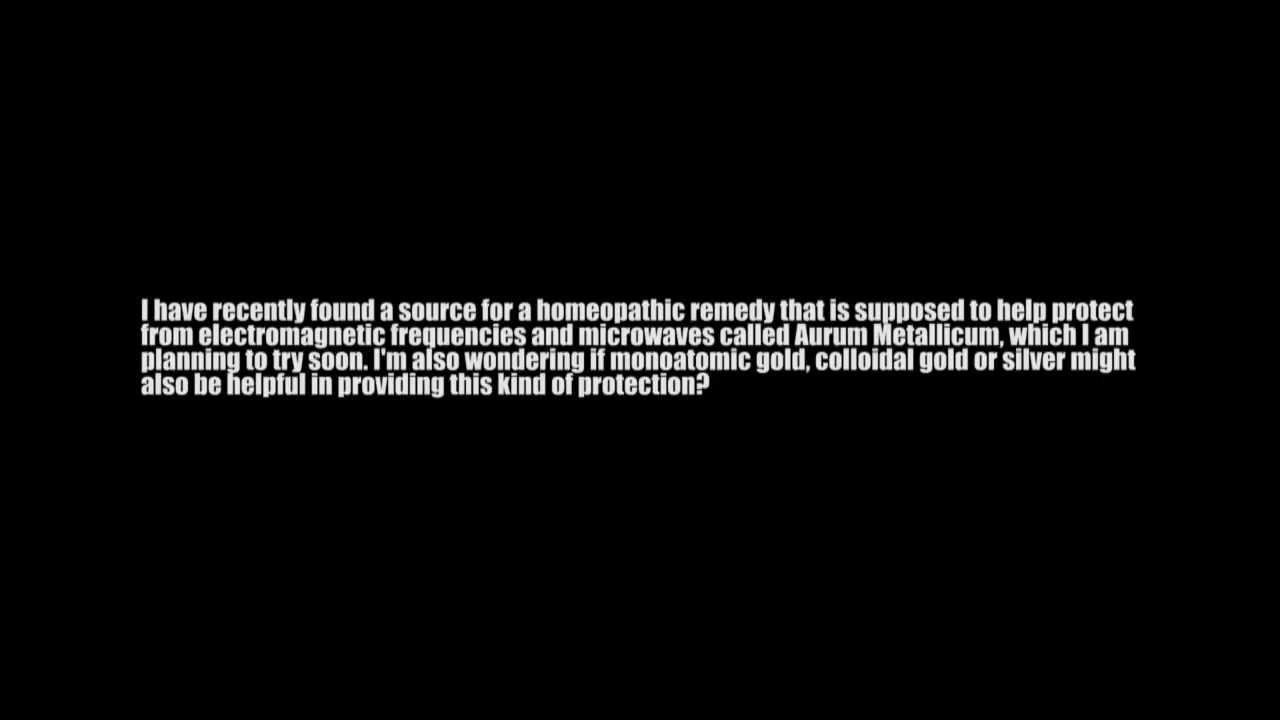 I have recently found a source for a homeopathic remedy that is supposed to help protect
from electromagnetic frequencies and microwaves called Aurum Metallicum, which I am
planning to try soon. I'm also wondering if monoatomic gold, colloidal gold or silver might
also be helpful in providing this kind of protection?